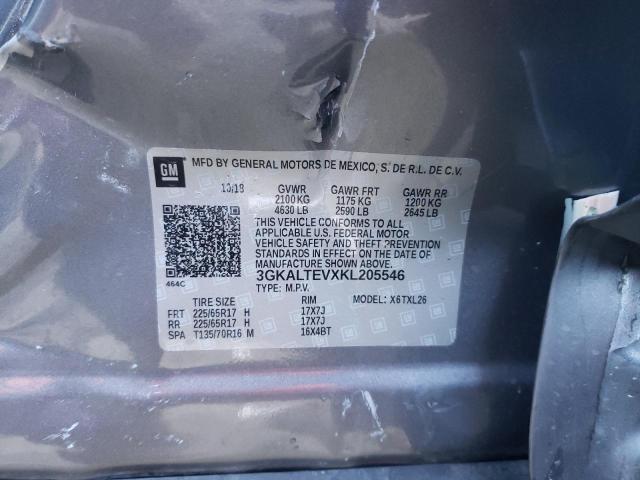 GM MFD BY GENERAL MOTORS DE MEXICO, S. DE R.L. DE C.V.
10/18 GVWR GAWR FRT GAWR RR
2100 KG 1175 KG 1200 KG
4630 LB 2590 LB 2645 LB
THIS VEHICLE CONFORMS TO ALL
APPLICABLE U.S. FEDERAL MOTOR
VEHICLE SAFETY AND THEFT PREVENTION
STANDARDS IN EFFECT ON THE DATE OF
MANUFACTURE SHOWN ABOVE.
3GKALTEVXKL205546
464C TYPE: M.P.V.
TIRE SIZE RIM MODEL: X6TXL26
FRT 225/65R17 H 17X7J
RR 225/65R17 H 17X7J
SPA T135/70R16 M 16X4BT